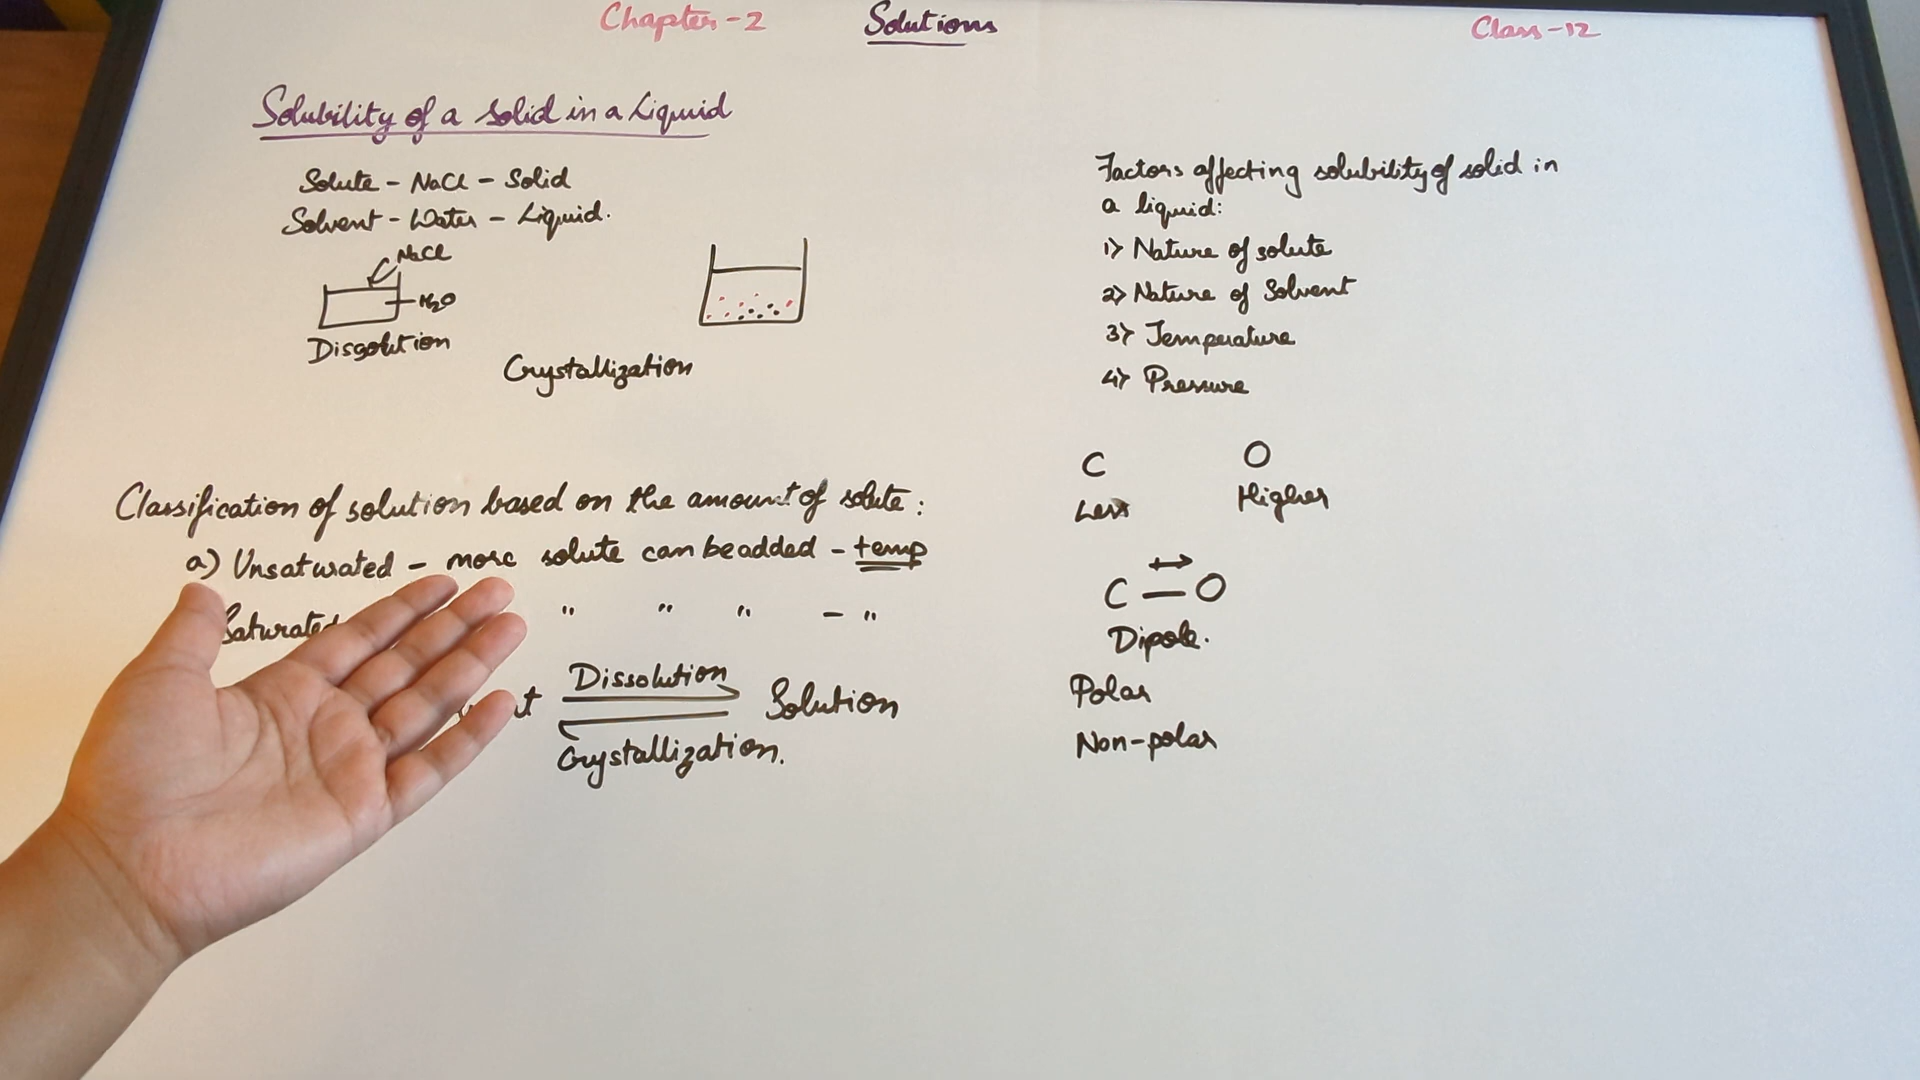 Chapter-2 Solutions Class-12
Solubility of a solid in a Liquid
Solute - NaCl - Solid
Solvent - Water - Liquid.
NaCl
H₂O
Dissolution
Crystallization
Classification of solution based on the amount of solute:
a) Unsaturated - more solute can be added - temp
Saturated " " " - "
Dissolution
Solution
Crystallization.
Factors affecting solubility of solid in
a liquid:
1) Nature of solute
2) Nature of Solvent
3) Temperature
4) Pressure
C O
Less Higher
C — O
Dipole.
Polar
Non-polar